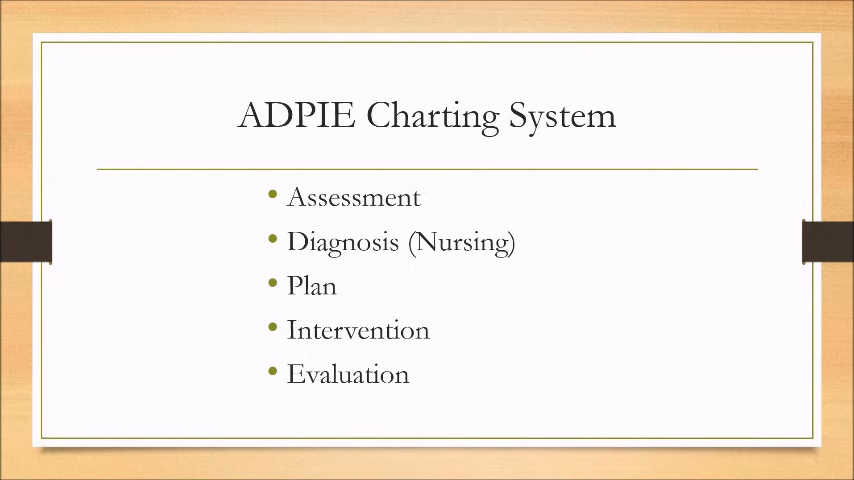 ADPIE Charting System
• Assessment
• Diagnosis (Nursing)
• Plan
• Intervention
• Evaluation